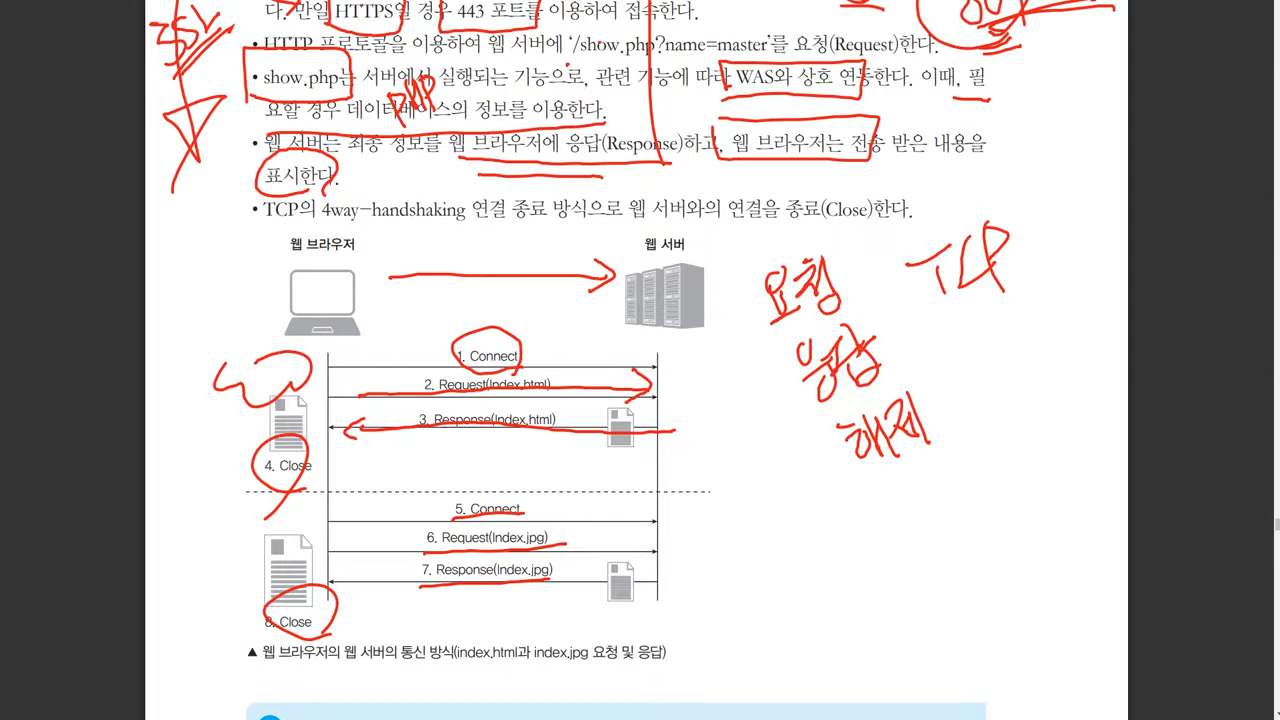 다. 만일 HTTPS일 경우 443 포트를 이용하여 접속한다.
• HTTP 프로토콜을 이용하여 웹 서버에 '/show.php?name=master'를 요청(Request)한다.
• show.php는 서버에서 실행되는 기능으로, 관련 기능에 따라 WAS와 상호 연동한다. 이때, 필
요할 경우 데이터베이스의 정보를 이용한다.
PHP
• 웹 서버는 최종 정보를 웹 브라우저에 응답(Response)하고, 웹 브라우저는 전송 받은 내용을
표시한다.
• TCP의 4way-handshaking 연결 종료 방식으로 웹 서버와의 연결을 종료(Close)한다.
웹 브라우저
웹 서버
요청
TCP
응답
해제
1. Connect
2. Request(Index.html)
3. Response(Index.html)
4. Close
5. Connect
6. Request(Index.jpg)
7. Response(Index.jpg)
8. Close
▲ 웹 브라우저의 웹 서버의 통신 방식(index.html과 index.jpg 요청 및 응답)